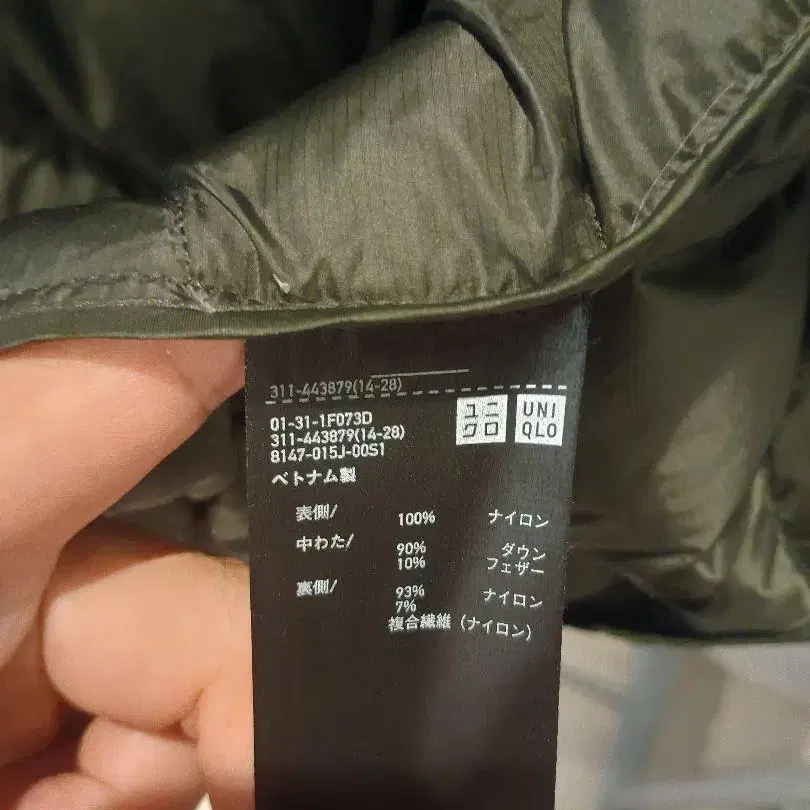 311-443879(14-28)
01-31-1F073D
311-443879(14-28)
8147-015J-00S1
ユニ
クロ
UNI
QLO
ベトナム製
表側/ 100% ナイロン
中わた/ 90% ダウン
10% フェザー
裏側/ 93% ナイロン
7%
複合繊維(ナイロン)